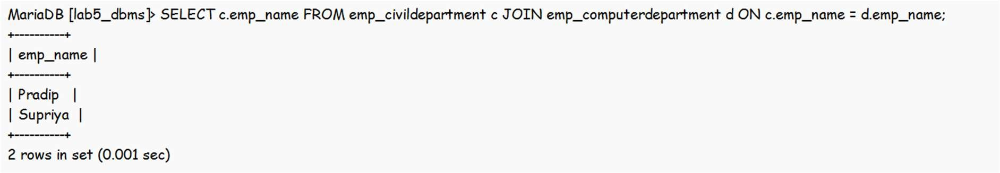 MariaDB [lab5_dbms]> SELECT c.emp_name FROM emp_civildepartment c JOIN emp_computerdepartment d ON c.emp_name = d.emp_name;
+----------+
| emp_name |
+----------+
| Pradip   |
| Supriya  |
+----------+
2 rows in set (0.001 sec)